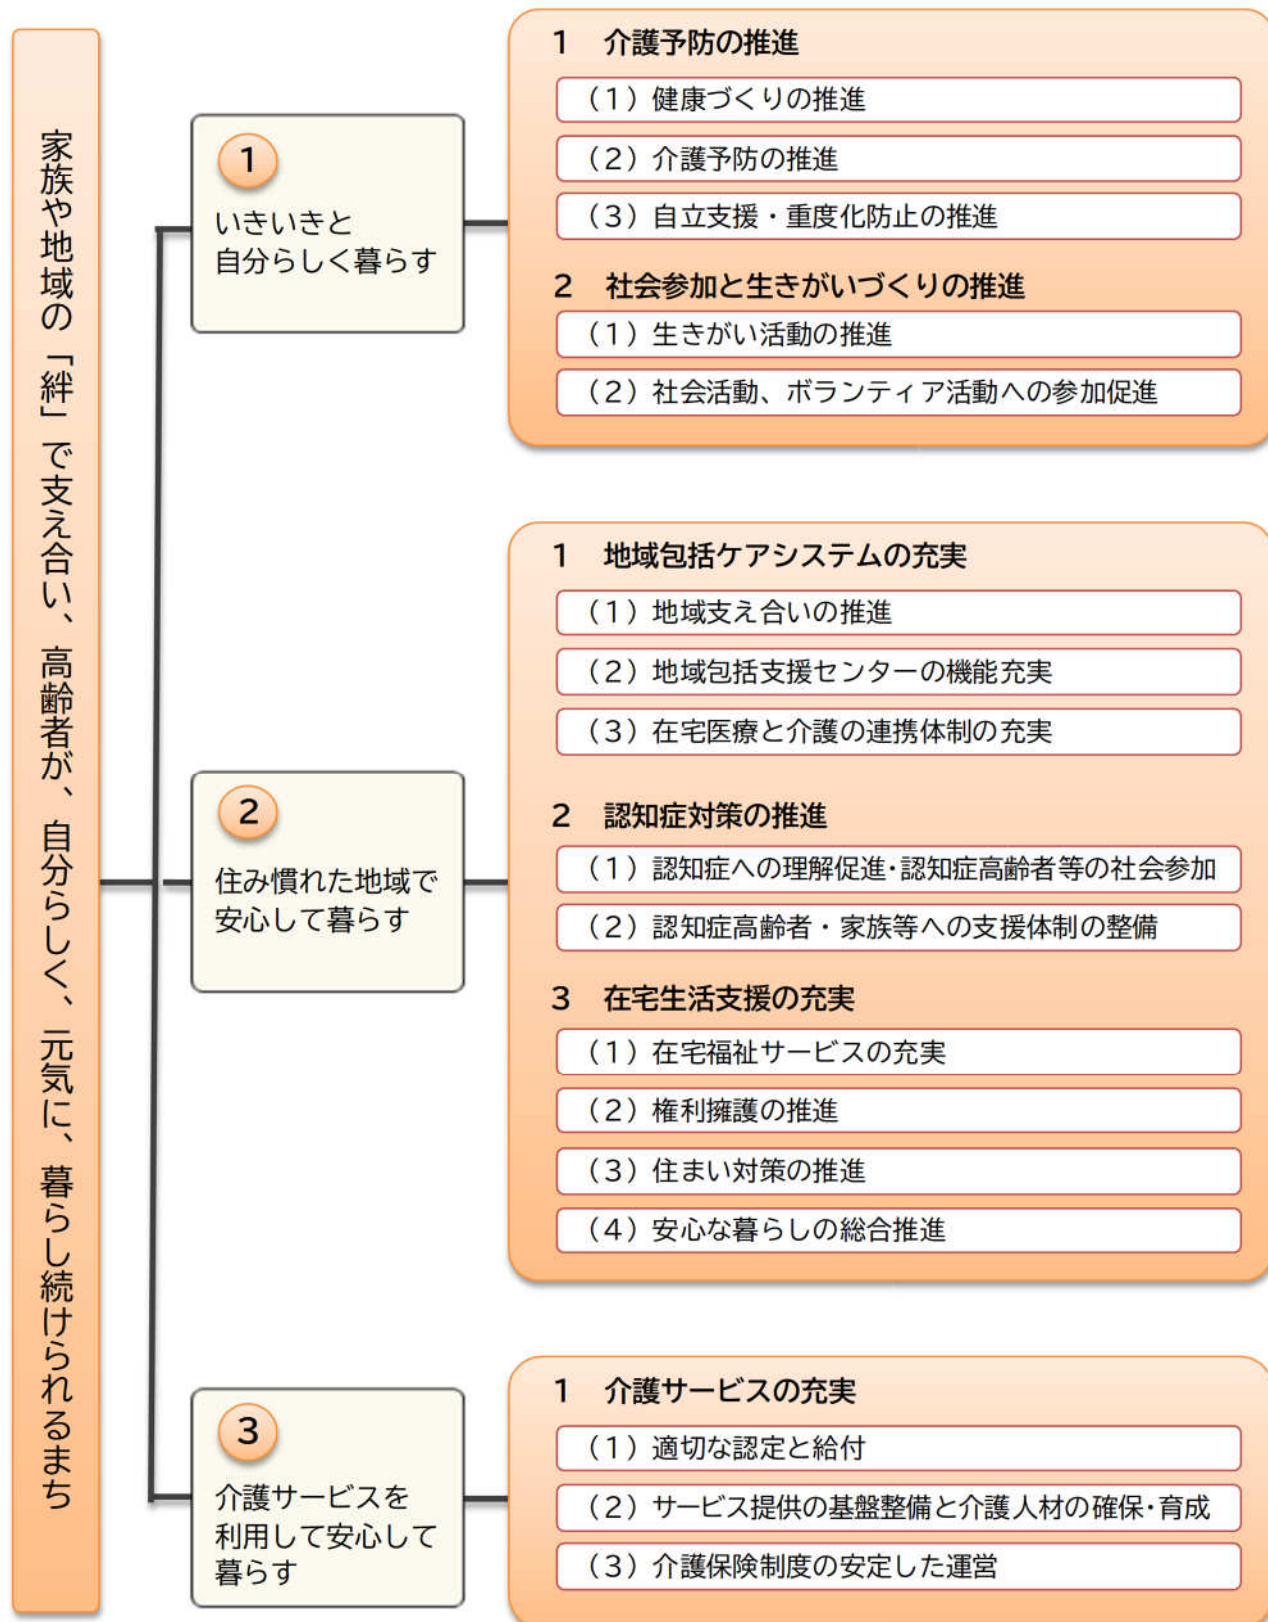 家族や地域の「絆」で支え合い、高齢者が、自分らしく、元気に、暮らし続けられるまち
1
いきいきと
自分らしく暮らす
1 介護予防の推進
(1)健康づくりの推進
(2)介護予防の推進
(3)自立支援・重度化防止の推進
2 社会参加と生きがいづくりの推進
(1)生きがい活動の推進
(2)社会活動、ボランティア活動への参加促進
2
住み慣れた地域で
安心して暮らす
1 地域包括ケアシステムの充実
(1)地域支え合いの推進
(2)地域包括支援センターの機能充実
(3)在宅医療と介護の連携体制の充実
2 認知症対策の推進
(1)認知症への理解促進・認知症高齢者等の社会参加
(2)認知症高齢者・家族等への支援体制の整備
3 在宅生活支援の充実
(1)在宅福祉サービスの充実
(2)権利擁護の推進
(3)住まい対策の推進
(4)安心な暮らしの総合推進
3
介護サービスを
利用して安心して
暮らす
1 介護サービスの充実
(1)適切な認定と給付
(2)サービス提供の基盤整備と介護人材の確保・育成
(3)介護保険制度の安定した運営